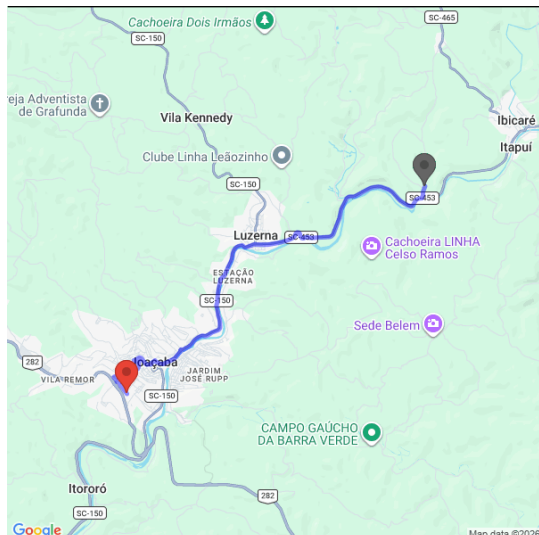 SC-465
Cachoeira Dois Irmãos
SC-150
eja Adventista
de Grafunda
Vila Kennedy
Ibicaré
Itapuí
Clube Linha Leãozinho
SC-150
SC-453
Luzerna
SC-453
Cachoeira LINHA
Celso Ramos
ESTAÇÃO
LUZERNA
SC-150
Sede Belem
282
Joaçaba
VILA REMOR
JARDIM
JOSÉ RUPP
SC-150
CAMPO GAÚCHO
DA BARRA VERDE
Itororó
282
SC-150
Google
Map data ©2026